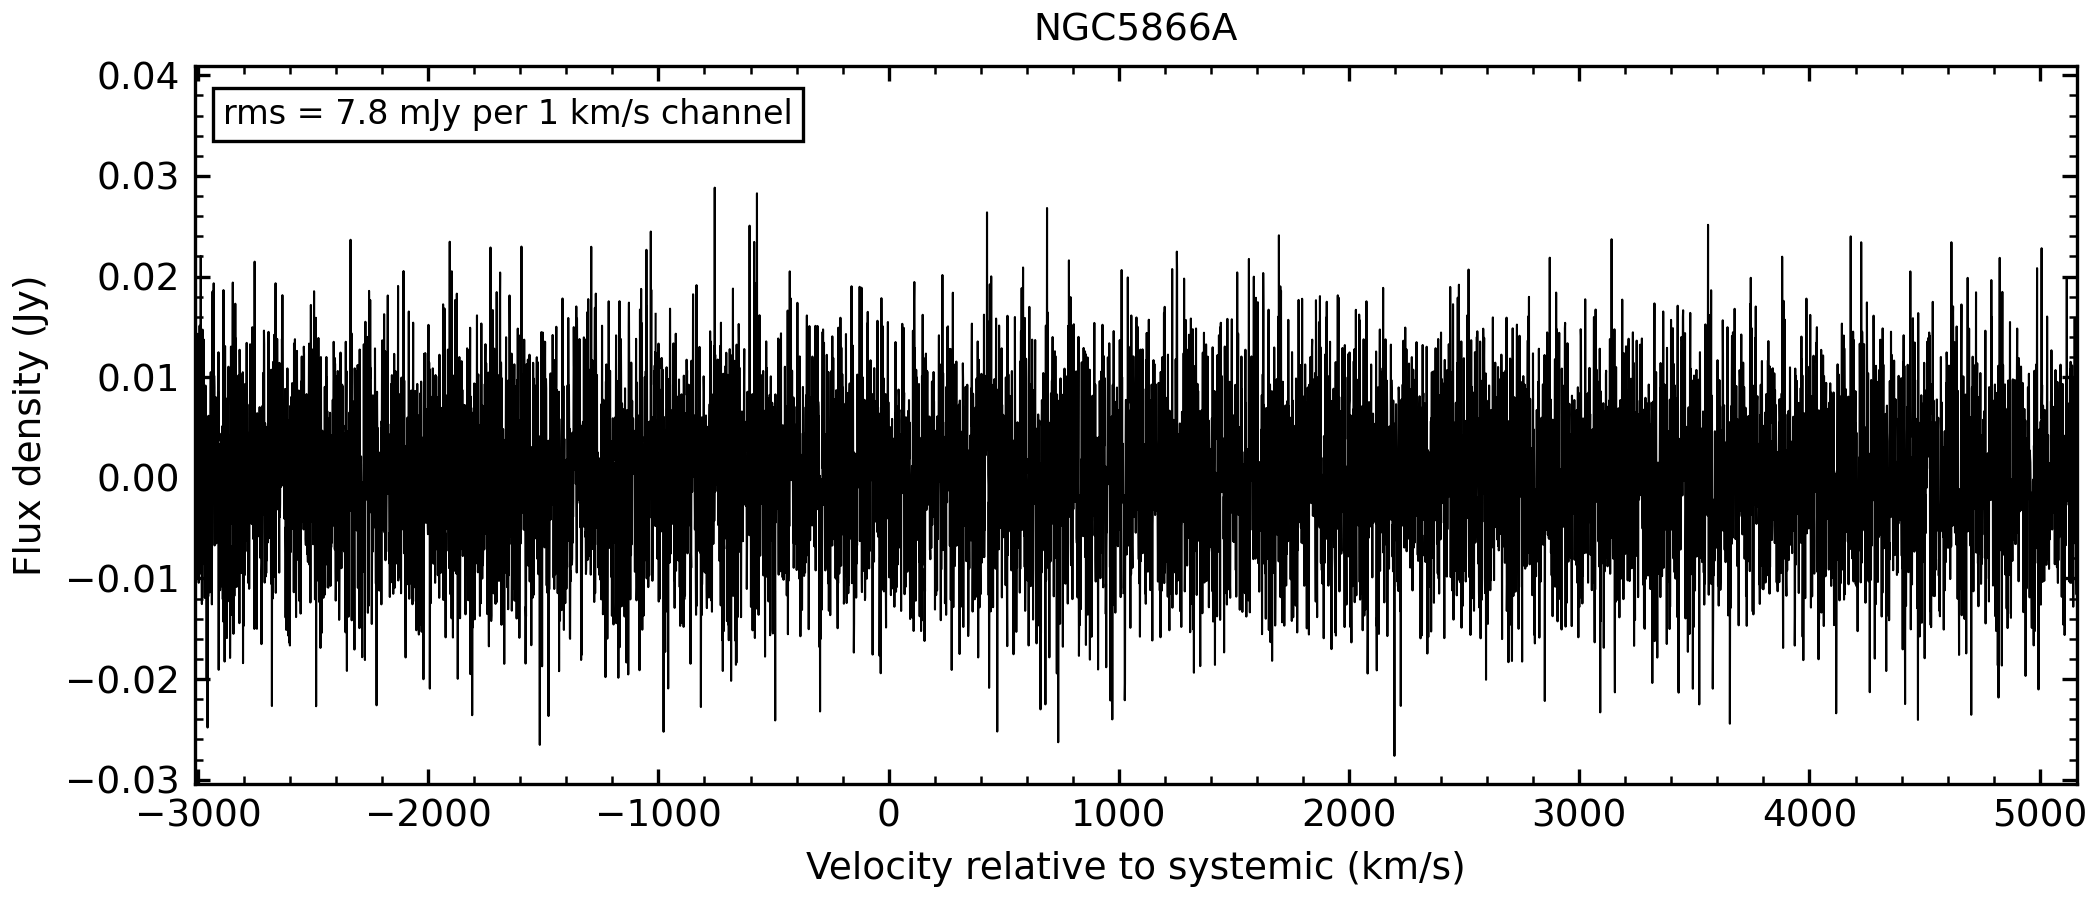 NGC5866A
rms = 7.8 mJy per 1 km/s channel
0.04
0.03
0.02
0.01
0.00
−0.01
−0.02
−0.03
Flux density (Jy)
−3000 −2000 −1000 0 1000 2000 3000 4000 5000
Velocity relative to systemic (km/s)